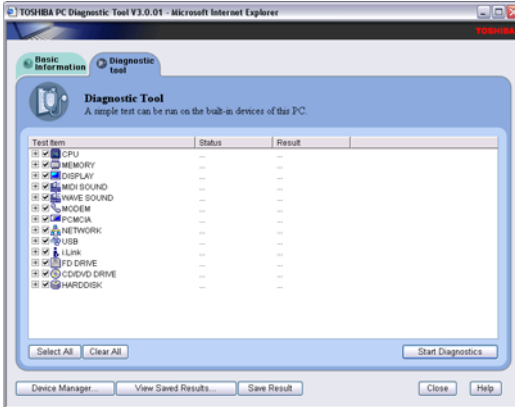 TOSHIBA PC Diagnostic Tool V3.0.01 - Microsoft Internet Explorer
TOSHIBA
Basic
Information
Diagnostic
tool
Diagnostic Tool
A simple test can be run on the built-in devices of this PC.
Test Item Status Result
CPU ... ...
MEMORY ... ...
DISPLAY ... ...
MIDI SOUND ... ...
WAVE SOUND ... ...
MODEM ... ...
PCMCIA ... ...
NETWORK ... ...
USB ... ...
i.Link ... ...
FD DRIVE ... ...
CD/DVD DRIVE ... ...
HARDDISK ... ...
Select All Clear All Start Diagnostics
Device Manager... View Saved Results... Save Result Close Help